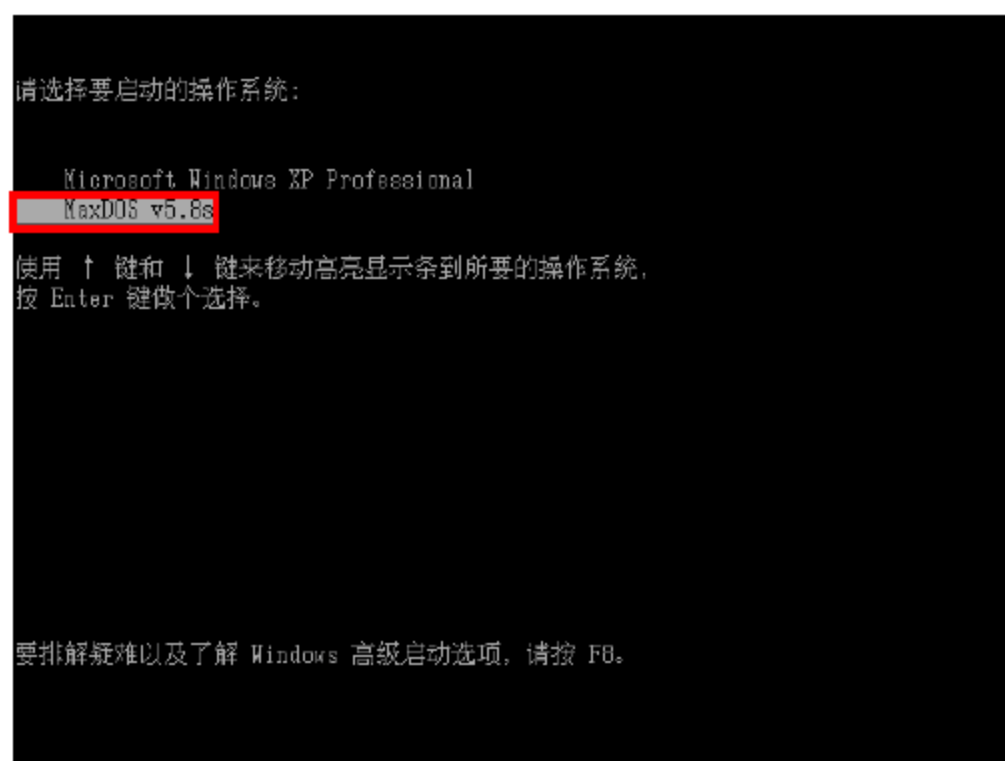 请选择要启动的操作系统:
Microsoft Windows XP Professional
MaxDOS v5.8s
使用 ↑ 键和 ↓ 键来移动高亮显示条到所要的操作系统,
按 Enter 键做个选择。
要排解疑难以及了解 Windows 高级启动选项, 请按 F8。